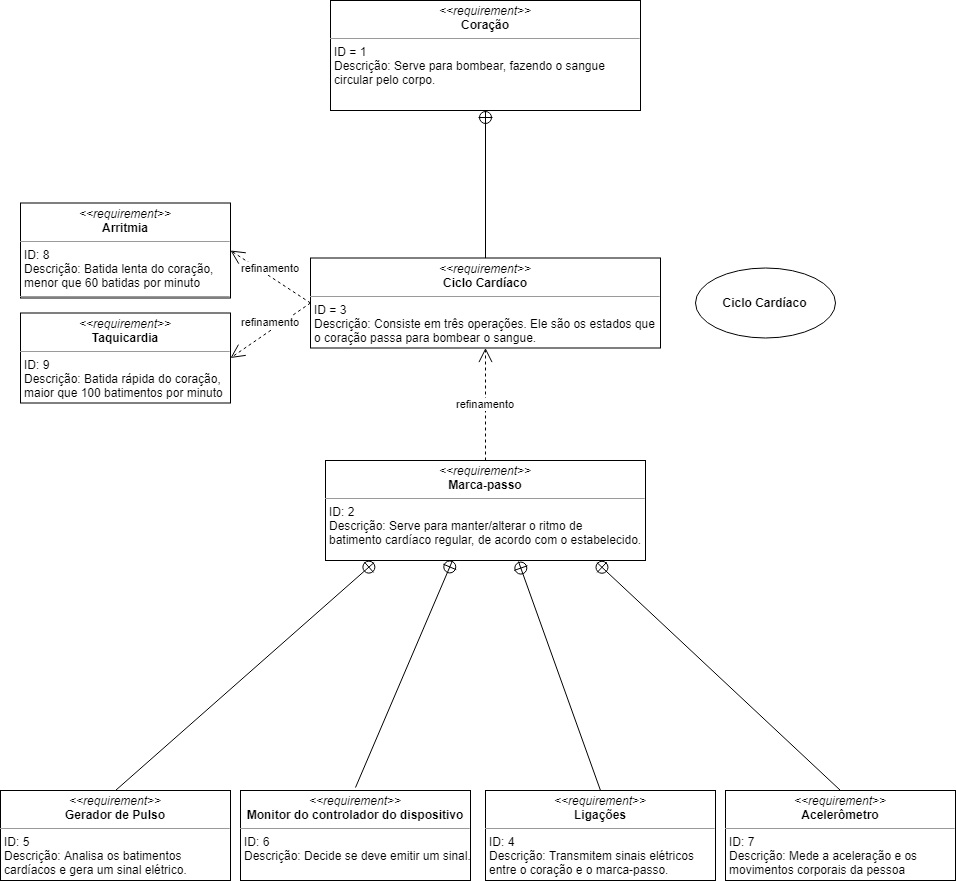 <<requirement>>
Coração
ID = 1
Descrição: Serve para bombear, fazendo o sangue
circular pelo corpo.
<<requirement>>
Arritmia
ID: 8
Descrição: Batida lenta do coração,
menor que 60 batidas por minuto
refinamento
<<requirement>>
Ciclo Cardíaco
ID = 3
Descrição: Consiste em três operações. Ele são os estados que
o coração passa para bombear o sangue.
Ciclo Cardíaco
<<requirement>>
Taquicardia
ID: 9
Descrição: Batida rápida do coração,
maior que 100 batimentos por minuto
refinamento
refinamento
<<requirement>>
Marca-passo
ID: 2
Descrição: Serve para manter/alterar o ritmo de
batimento cardíaco regular, de acordo com o estabelecido.
<<requirement>>
Gerador de Pulso
ID: 5
Descrição: Analisa os batimentos
cardíacos e gera um sinal elétrico.
<<requirement>>
Monitor do controlador do dispositivo
ID: 6
Descrição: Decide se deve emitir um sinal.
<<requirement>>
Ligações
ID: 4
Descrição: Transmitem sinais elétricos
entre o coração e o marca-passo.
<<requirement>>
Acelerômetro
ID: 7
Descrição: Mede a aceleração e os
movimentos corporais da pessoa